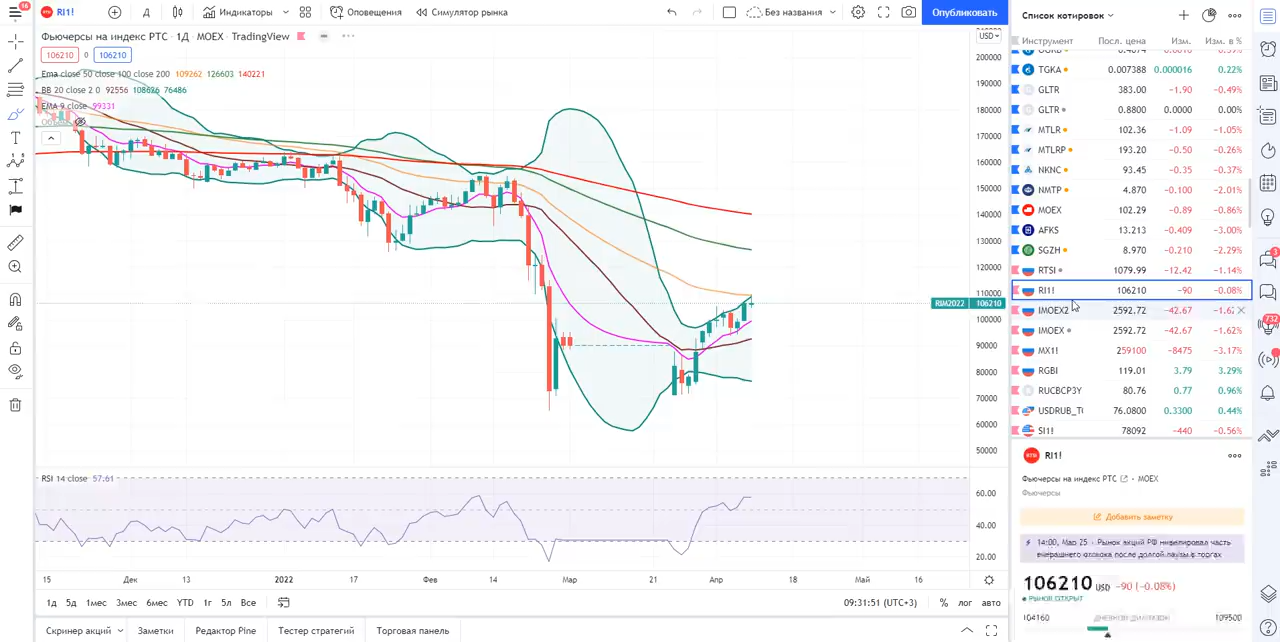 16
RI1!
Д
Индикаторы
Оповещения
Симулятор рынка
Без названия
Опубликовать
Фьючерсы на индекс РТС · 1Д · MOEX · TradingView
106210 0 106210
Ema close 50 close 100 close 200 109262 126603 140221
BB 20 close 2 0 92556 108626 76486
EMA 9 close 99331
USD
200000
190000
180000
170000
160000
150000
140000
130000
120000
110000
RIM2022 106210
100000
90000
80000
70000
60000
50000
RSI 14 close 57.61
60.00
40.00
20.00
15 Дек 13 2022 17 Фев 14 Мар 21 Апр 18 Май 16
1д 5д 1мес 3мес 6мес YTD 1г 5л Все
09:31:51 (UTC+3) % лог авто
Скринер акций Заметки Редактор Pine Тестер стратегий Торговая панель
Список котировок
Инструмент Посл. цена Изм. Изм. в %
TGKA 0.007388 0.000016 0.22%
GLTR 383.00 −1.90 −0.49%
GLTR 0.8800 0.0000 0.00%
MTLR 102.36 −1.09 −1.05%
MTLRP 193.20 −0.50 −0.26%
NKNC 93.45 −0.35 −0.37%
NMTP 4.870 −0.100 −2.01%
MOEX 102.29 −0.89 −0.86%
AFKS 13.213 −0.409 −3.00%
SGZH 8.970 −0.210 −2.29%
RTSI 1079.99 −12.42 −1.14%
RI1! 106210 −90 −0.08%
IMOEX2 2592.72 −42.67 −1.62
IMOEX 2592.72 −42.67 −1.62%
MX1! 259100 −8475 −3.17%
RGBI 119.01 3.79 3.29%
RUCBCP3Y 80.76 0.77 0.96%
USDRUB_TO 76.0800 0.3300 0.44%
SI1! 78092 −440 −0.56%
RI1!
Фьючерсы на индекс РТС · MOEX
Фьючерсы
Добавить заметку
14:00, Мар 25 · Рынок акций РФ нивелировал часть
вчерашнего отскока после долгой паузы в торгах
106210 USD −90 (−0.08%)
РЫНОК ОТКРЫТ
104160 ДНЕВНОЙ ДИАПАЗОН 109500
3
732